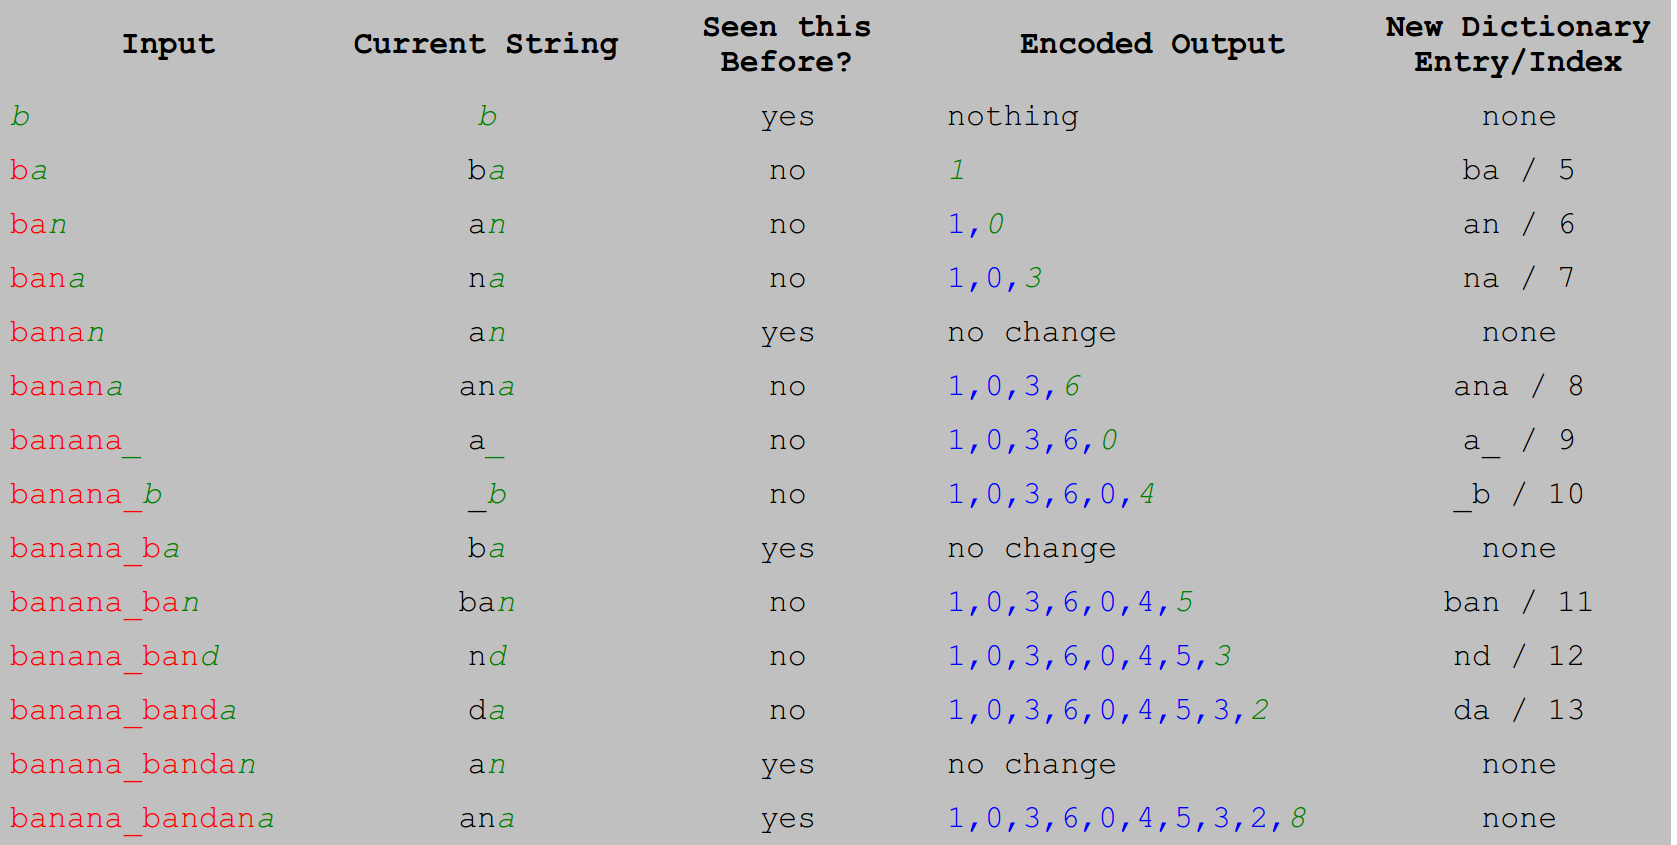 Input Current String Seen this Before? Encoded Output New Dictionary Entry/Index
b b yes nothing none
ba ba no 1 ba / 5
ban an no 1,0 an / 6
bana na no 1,0,3 na / 7
banan an yes no change none
banana ana no 1,0,3,6 ana / 8
banana_ a_ no 1,0,3,6,0 a_ / 9
banana_b _b no 1,0,3,6,0,4 _b / 10
banana_ba ba yes no change none
banana_ban ban no 1,0,3,6,0,4,5 ban / 11
banana_band nd no 1,0,3,6,0,4,5,3 nd / 12
banana_banda da no 1,0,3,6,0,4,5,3,2 da / 13
banana_bandan an yes no change none
banana_bandana ana yes 1,0,3,6,0,4,5,3,2,8 none